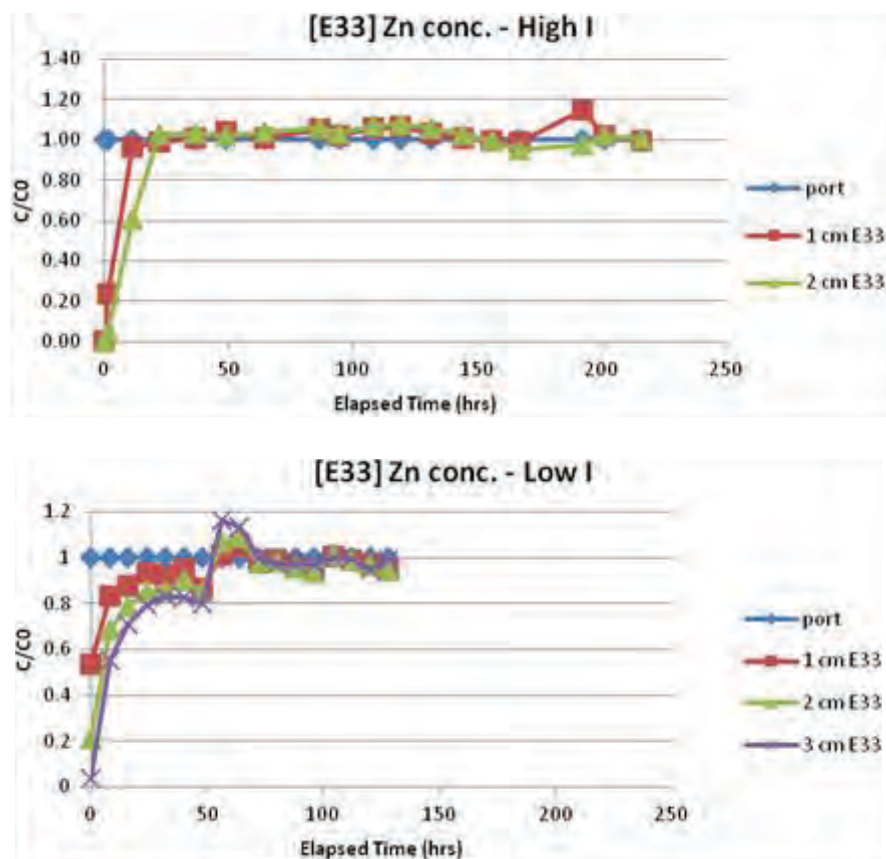 [E33] Zn conc. - High I
1.40
1.20
1.00
0.80
0.60
0.40
0.20
0.00
C/C0
0 50 100 150 200 250
Elapsed Time (hrs)
port
1 cm E33
2 cm E33
[E33] Zn conc. - Low I
1.2
1
0.8
0.6
0.4
0.2
0
C/C0
0 50 100 150 200 250
Elapsed Time (hrs)
port
1 cm E33
2 cm E33
3 cm E33